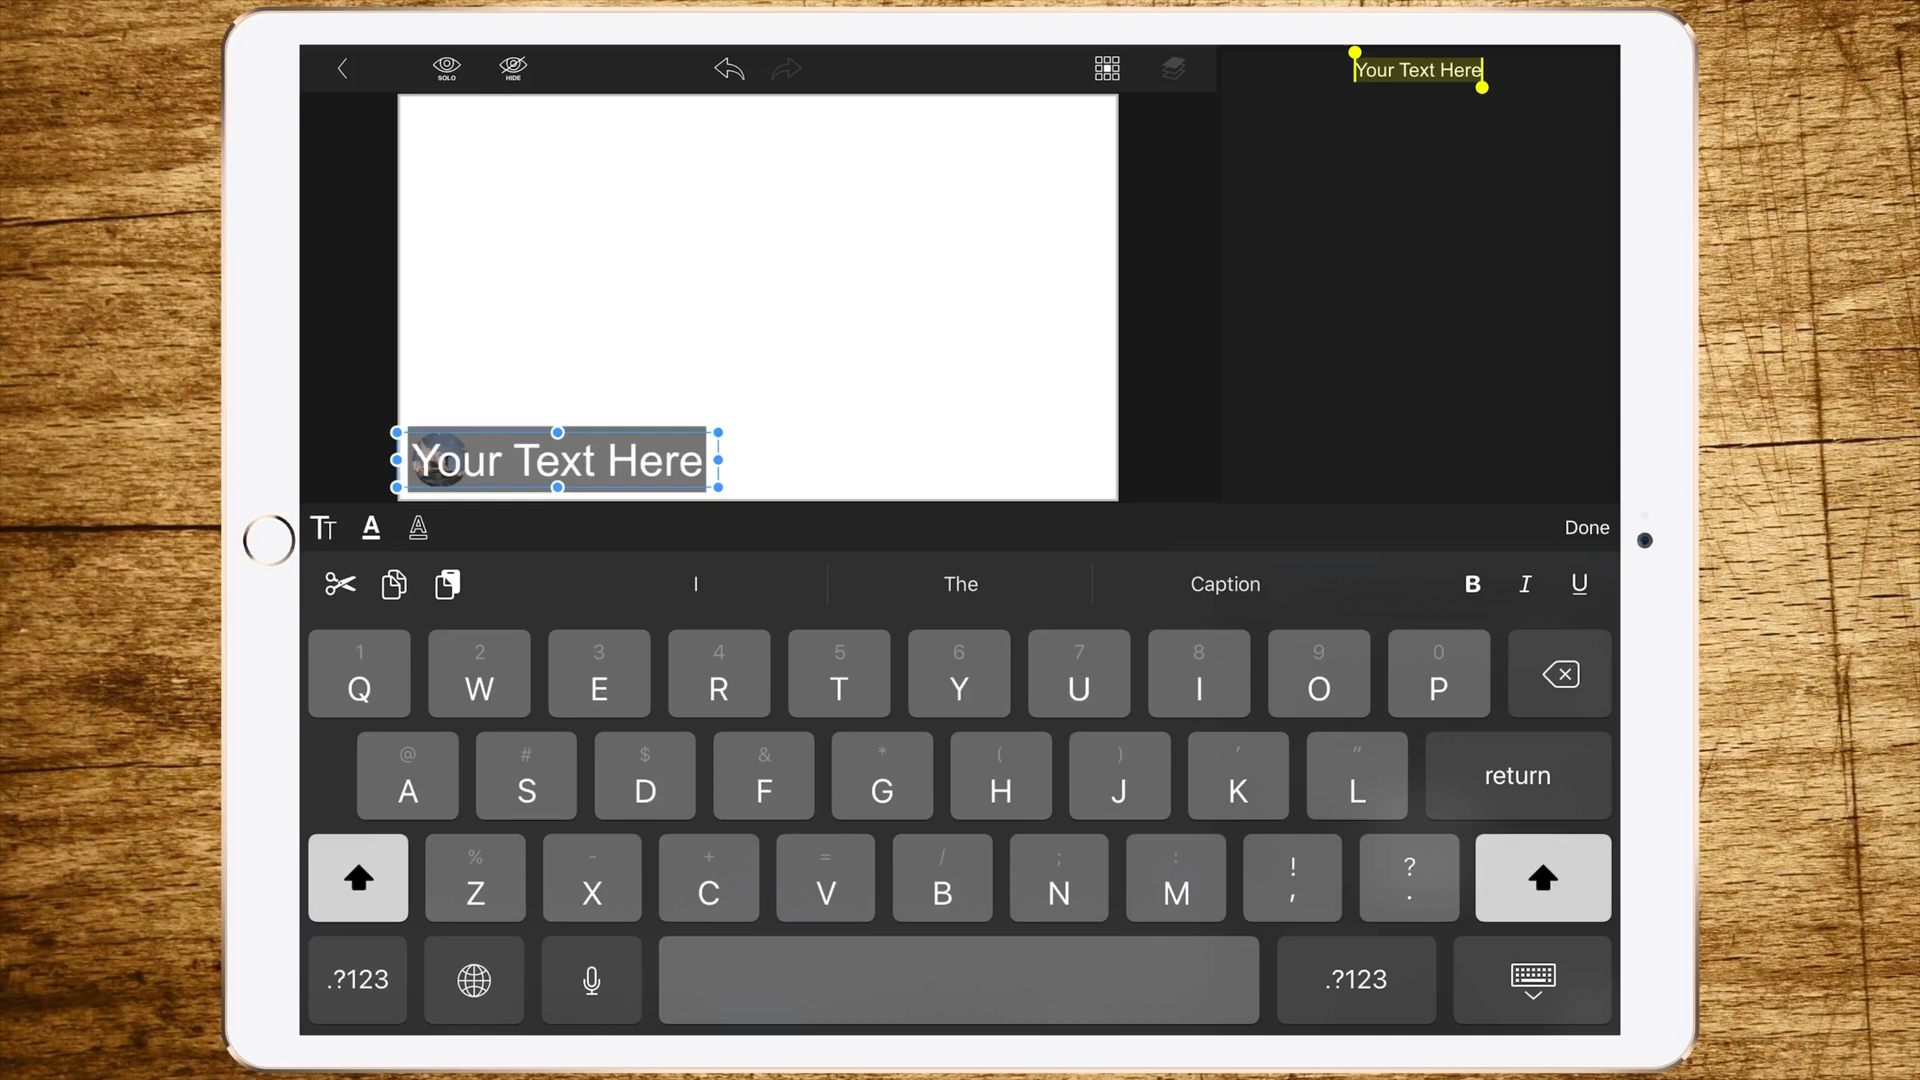 SOLO
HIDE
Your Text Here
Your Text Here
TT A A
Done
I The Caption B I U
1 2 3 4 5 6 7 8 9 0
Q W E R T Y U I O P
@ # $ & * ( ) ' "
A S D F G H J K L return
% - + = / ; : ! ?
Z X C V B N M , .
.?123 .?123